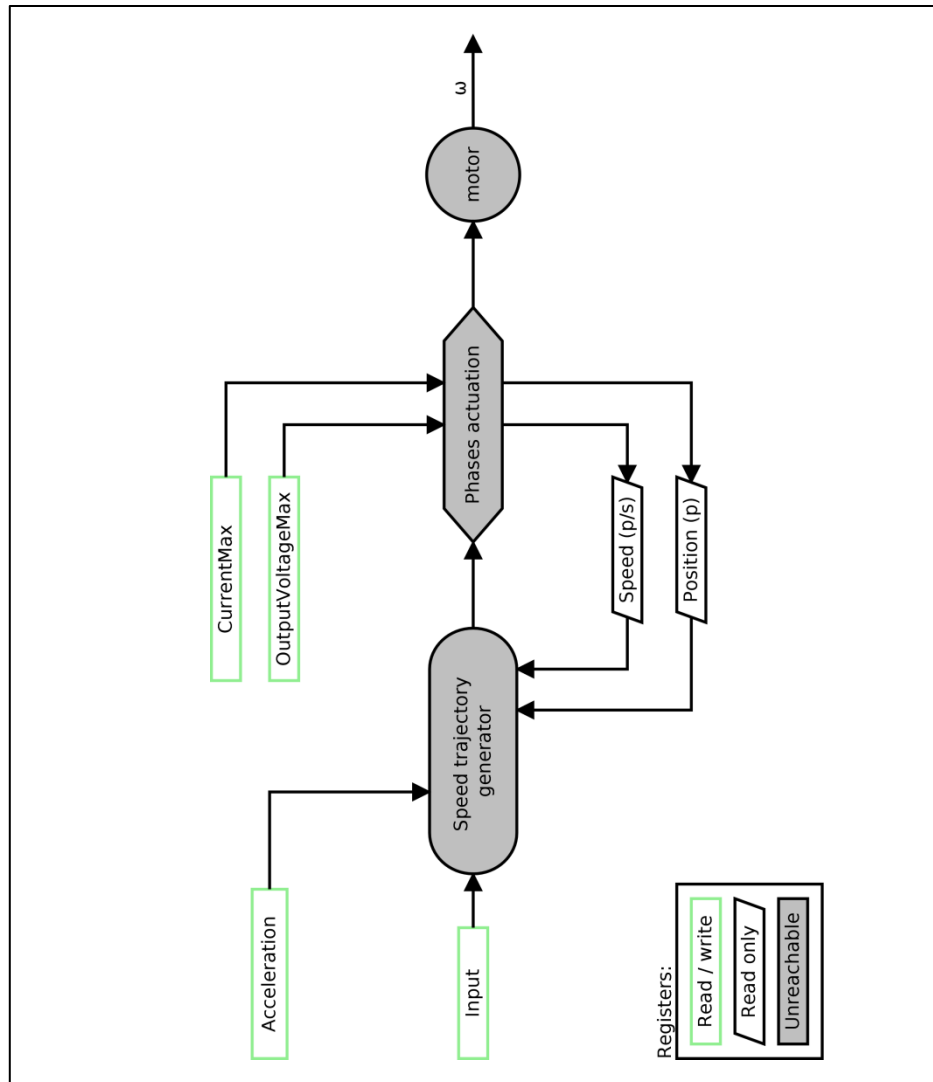 CurrentMax
OutputVoltageMax
Acceleration
Input
Speed trajectory
generator
Phases actuation
motor
ω
Speed (p/s)
Position (p)
Registers:
Read / write
Read only
Unreachable